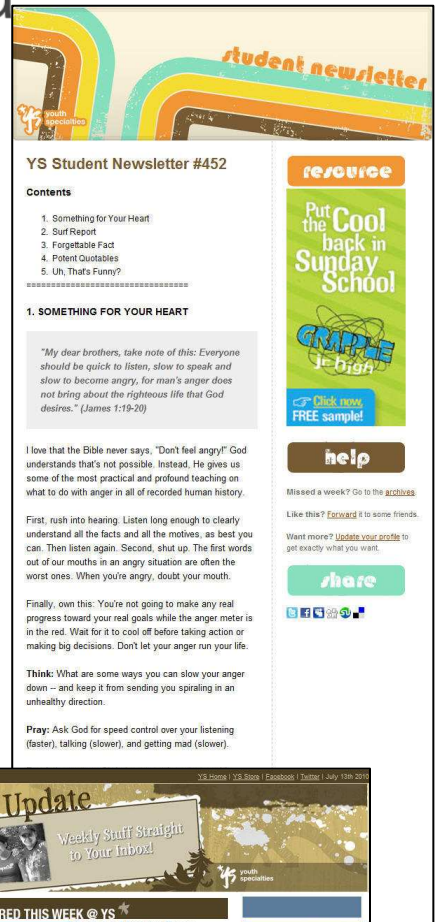 student newsletter
youth
specialties
YS Student Newsletter #452
Contents
1. Something for Your Heart
2. Surf Report
3. Forgettable Fact
4. Potent Quotables
5. Uh, That's Funny?
=================================
1. SOMETHING FOR YOUR HEART
"My dear brothers, take note of this: Everyone
should be quick to listen, slow to speak and
slow to become angry, for man's anger does
not bring about the righteous life that God
desires." (James 1:19-20)
I love that the Bible never says, "Don't feel angry!" God
understands that's not possible. Instead, He gives us
some of the most practical and profound teaching on
what to do with anger in all of recorded human history.
First, rush into hearing. Listen long enough to clearly
understand all the facts and all the motives, as best you
can. Then listen again. Second, shut up. The first words
out of our mouths in an angry situation are often the
worst ones. When you're angry, doubt your mouth.
Finally, own this: You're not going to make any real
progress toward your real goals while the anger meter is
in the red. Wait for it to cool off before taking action or
making big decisions. Don't let your anger run your life.
Think: What are some ways you can slow your anger
down -- and keep it from sending you spiraling in an
unhealthy direction.
Pray: Ask God for speed control over your listening
(faster), talking (slower), and getting mad (slower).
resource
Put
the Cool
back in
Sunday
School
GRAPPLE
jr high
Click now,
FREE sample!
help
Missed a week? Go to the archives.
Like this? Forward it to some friends.
Want more? Update your profile to
get exactly what you want.
share
YS Home | YS Store | Facebook | Twitter | July 13th 2010
Update
Weekly Stuff Straight
to Your Inbox!
youth
specialties
RED THIS WEEK @ YS